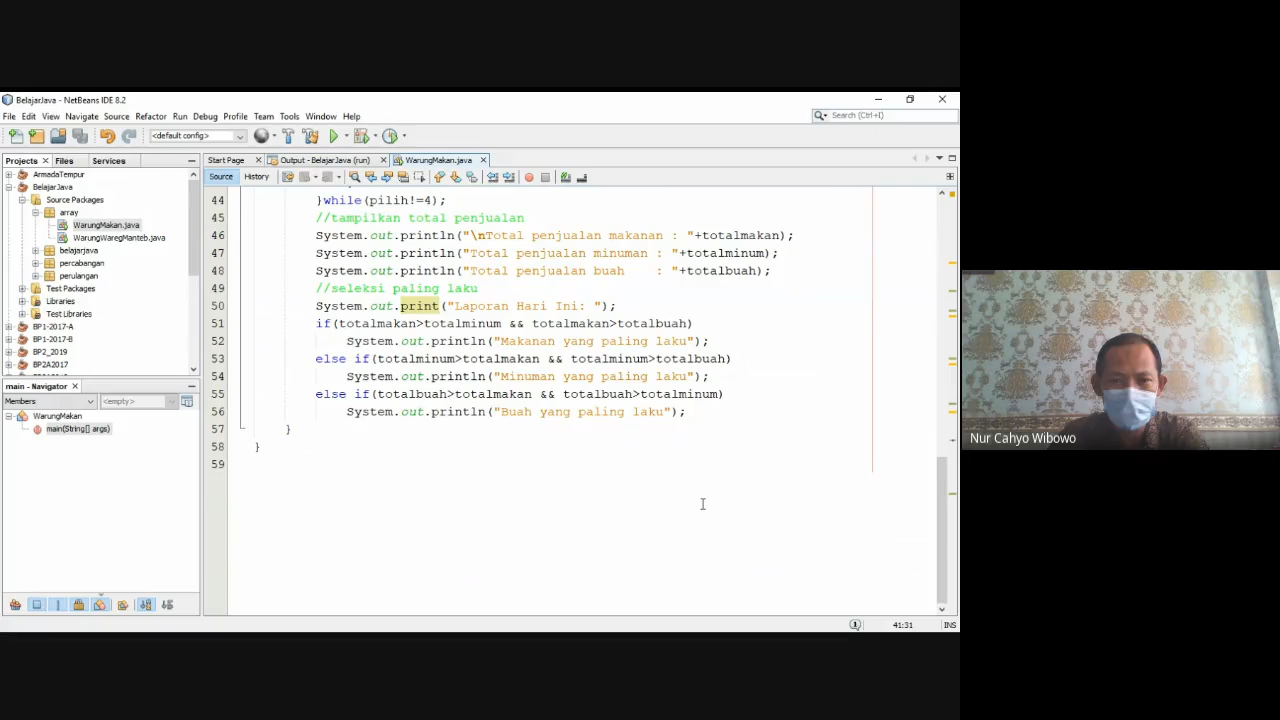 BelajarJava - NetBeans IDE 8.2
File Edit View Navigate Source Refactor Run Debug Profile Team Tools Window Help
Search (Ctrl+I)
<default config>
Projects Files Services
Start Page Output - BelajarJava (run) WarungMakan.java
Source History
ArmadaTempur
BelajarJava
Source Packages
array
WarungMakan.java
WarungWaregManteb.java
belajarjava
percabangan
perulangan
Test Packages
Libraries
Test Libraries
BP1-2017-A
BP1-2017-B
BP2_2019
BP2A2017
main - Navigator
Members <empty>
WarungMakan
main(String[] args)
44 }while(pilih!=4);
45 //tampilkan total penjualan
46 System.out.println("\nTotal penjualan makanan : "+totalmakan);
47 System.out.println("Total penjualan minuman : "+totalminum);
48 System.out.println("Total penjualan buah    : "+totalbuah);
49 //seleksi paling laku
50 System.out.print("Laporan Hari Ini: ");
51 if(totalmakan>totalminum && totalmakan>totalbuah)
52 System.out.println("Makanan yang paling laku");
53 else if(totalminum>totalmakan && totalminum>totalbuah)
54 System.out.println("Minuman yang paling laku");
55 else if(totalbuah>totalmakan && totalbuah>totalminum)
56 System.out.println("Buah yang paling laku");
57 }
58 }
59
41:31 INS
Nur Cahyo Wibowo